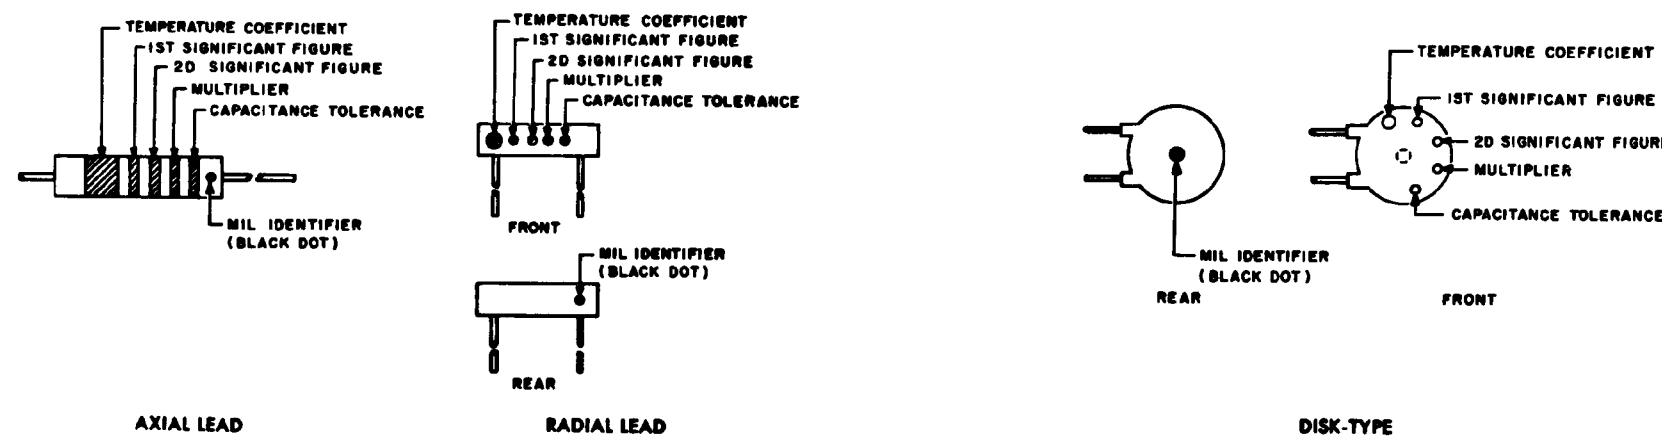 TEMPERATURE COEFFICIENT
1ST SIGNIFICANT FIGURE
2D SIGNIFICANT FIGURE
MULTIPLIER
CAPACITANCE TOLERANCE
MIL IDENTIFIER
(BLACK DOT)
AXIAL LEAD
TEMPERATURE COEFFICIENT
1ST SIGNIFICANT FIGURE
2D SIGNIFICANT FIGURE
MULTIPLIER
CAPACITANCE TOLERANCE
FRONT
MIL IDENTIFIER
(BLACK DOT)
REAR
RADIAL LEAD
MIL IDENTIFIER
(BLACK DOT)
REAR
TEMPERATURE COEFFICIENT
1ST SIGNIFICANT FIGURE
2D SIGNIFICANT FIGURE
MULTIPLIER
CAPACITANCE TOLERANCE
FRONT
DISK-TYPE